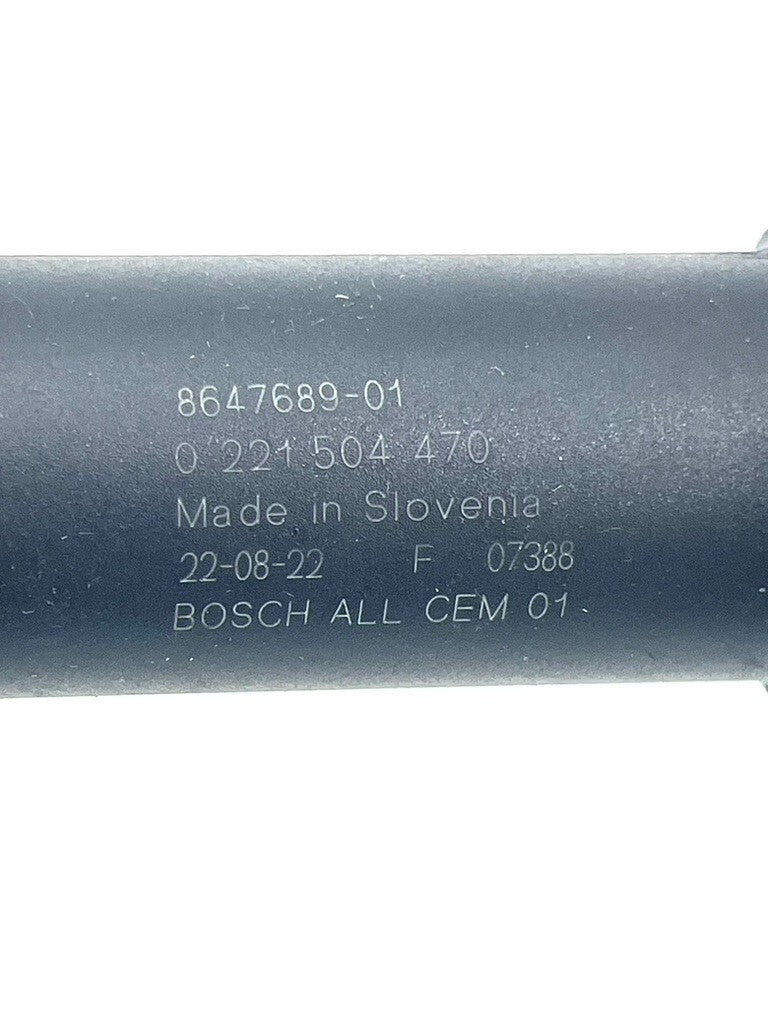 8647689-01
0 221 504 470
Made in Slovenia
22-08-22 F 07388
BOSCH ALL CEM 01